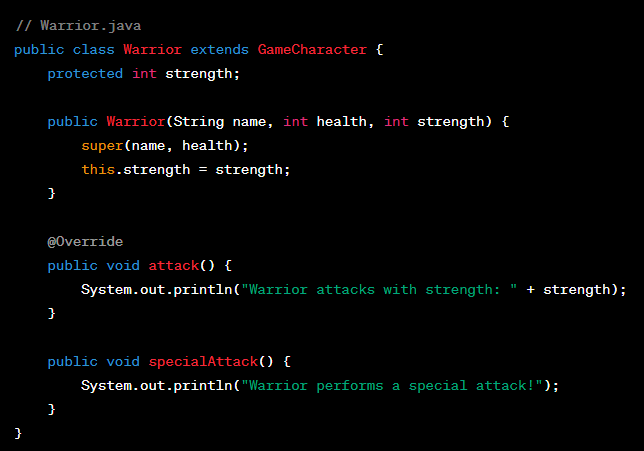 // Warrior.java
public class Warrior extends GameCharacter {
    protected int strength;

    public Warrior(String name, int health, int strength) {
        super(name, health);
        this.strength = strength;
    }

    @Override
    public void attack() {
        System.out.println("Warrior attacks with strength: " + strength);
    }

    public void specialAttack() {
        System.out.println("Warrior performs a special attack!");
    }
}